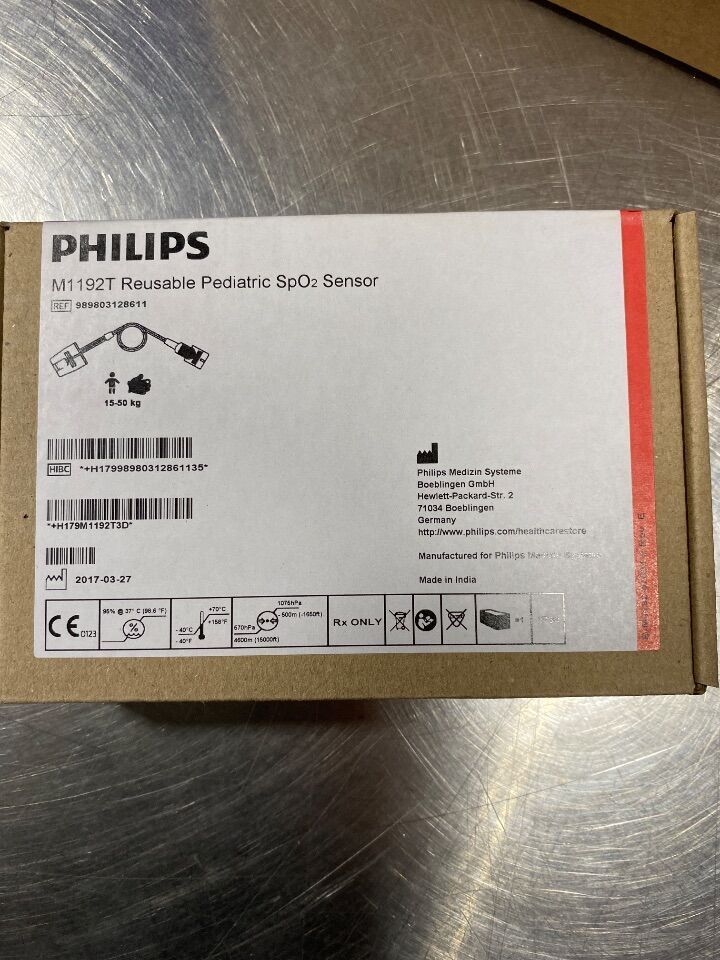 PHILIPS
M1192T Reusable Pediatric SpO2 Sensor
REF 989803128611
15-50 kg
HIBC *+H17998980312861135*
*+H179M1192T3D*
2017-03-27
Philips Medizin Systeme
Boeblingen GmbH
Hewlett-Packard-Str. 2
71034 Boeblingen
Germany
http://www.philips.com/healthcarestore
Manufactured for Philips
Made in India
CE 0123
95% @ 37° C (98.6 °F)
%
+70°C
+158°F
-40°C
-40°F
1075hPa
-500m (-1650ft)
670hPa
4600m (15000ft)
Rx ONLY